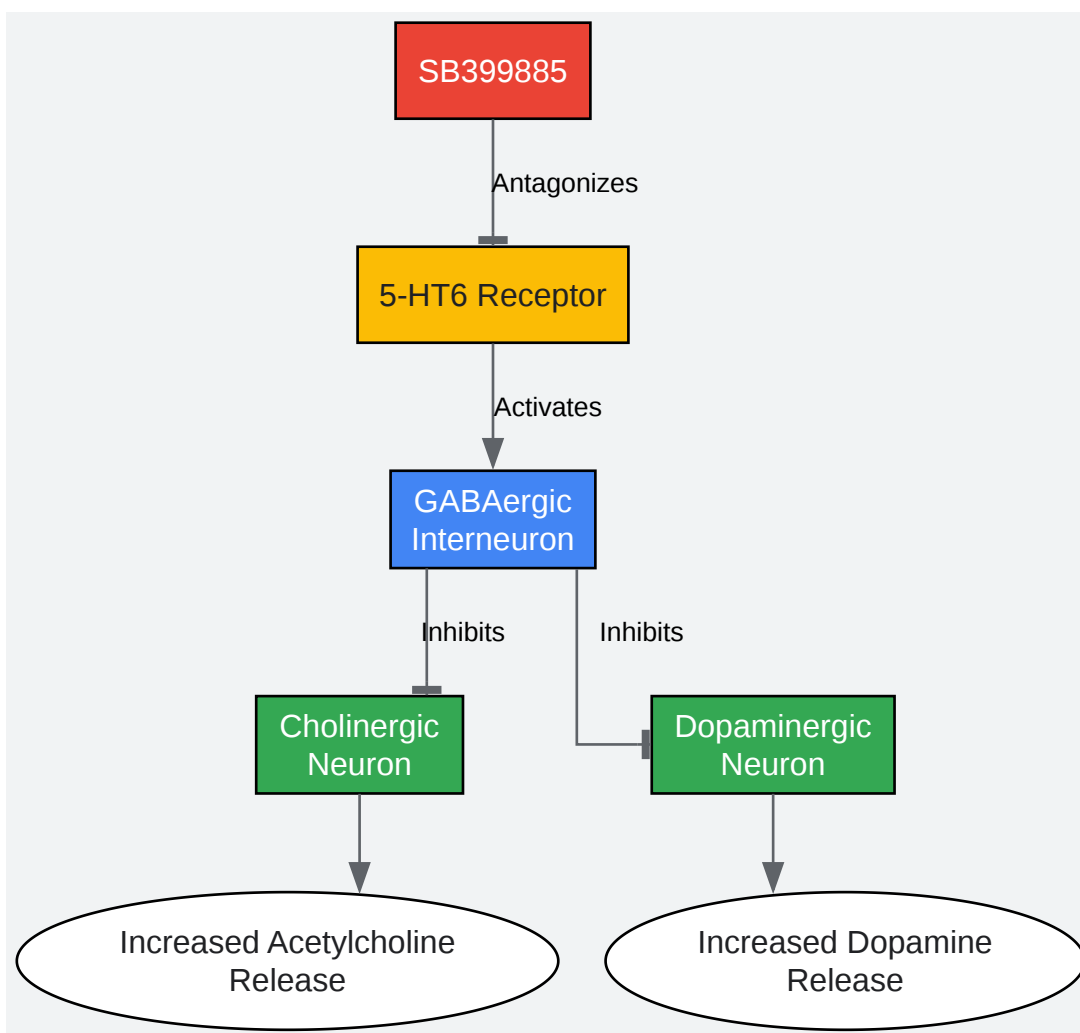 SB399885
Antagonizes
5-HT6 Receptor
Activates
GABAergic
Interneuron
Inhibits
Inhibits
Cholinergic
Neuron
Dopaminergic
Neuron
Increased Acetylcholine
Release
Increased Dopamine
Release